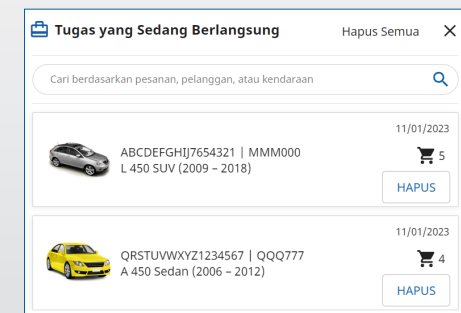 Tugas yang Sedang Berlangsung
Hapus Semua
Cari berdasarkan pesanan, pelanggan, atau kendaraan
11/01/2023
ABCDEFGHIJ7654321 | MMM000
L 450 SUV (2009 – 2018)
5
HAPUS
11/01/2023
QRSTUVWXYZ1234567 | QQQ777
A 450 Sedan (2006 – 2012)
4
HAPUS